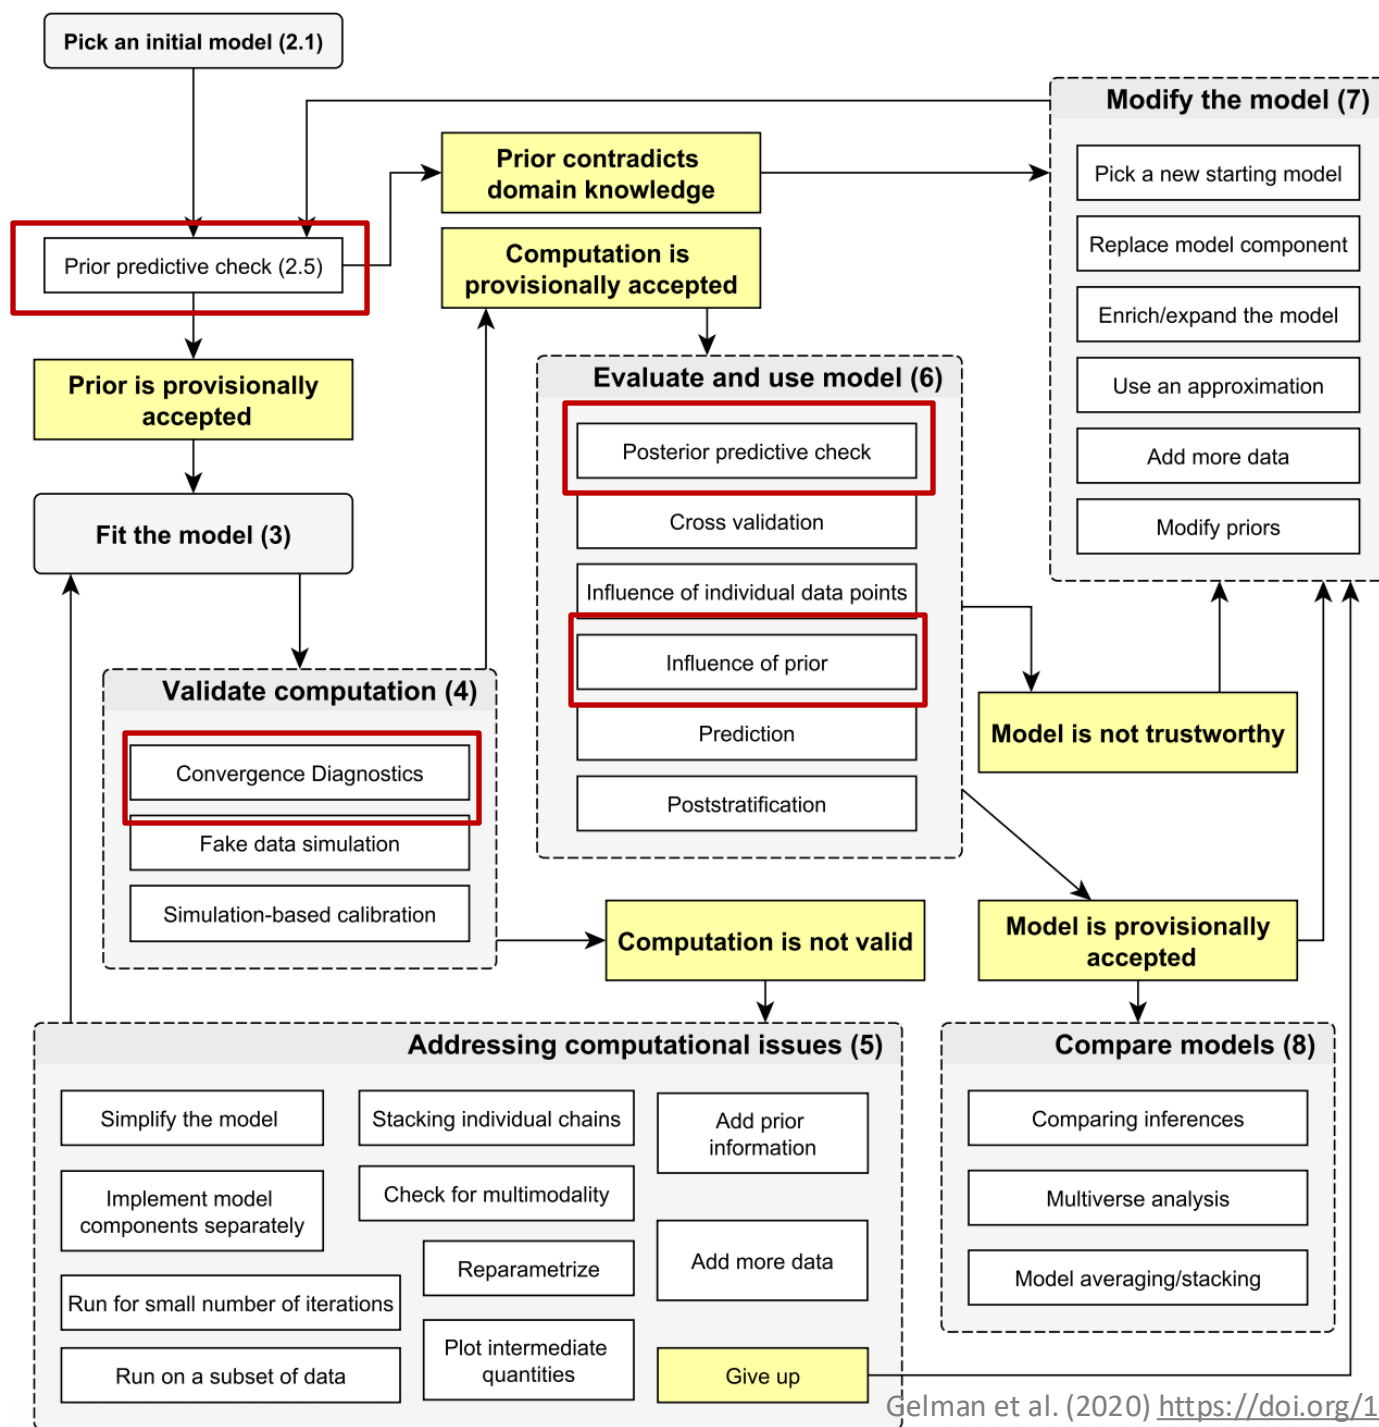 Pick an initial model (2.1)
Modify the model (7)
Prior contradicts
domain knowledge
Pick a new starting model
Replace model component
Prior predictive check (2.5)
Computation is
provisionally accepted
Enrich/expand the model
Prior is provisionally
accepted
Evaluate and use model (6)
Use an approximation
Posterior predictive check
Add more data
Cross validation
Modify priors
Fit the model (3)
Influence of individual data points
Influence of prior
Validate computation (4)
Prediction
Model is not trustworthy
Convergence Diagnostics
Poststratification
Fake data simulation
Simulation-based calibration
Computation is not valid
Model is provisionally
accepted
Addressing computational issues (5)
Simplify the model
Stacking individual chains
Add prior
information
Implement model
components separately
Check for multimodality
Reparametrize
Add more data
Run for small number of iterations
Run on a subset of data
Plot intermediate
quantities
Give up
Compare models (8)
Comparing inferences
Multiverse analysis
Model averaging/stacking
Gelman et al. (2020) https://doi.org/1